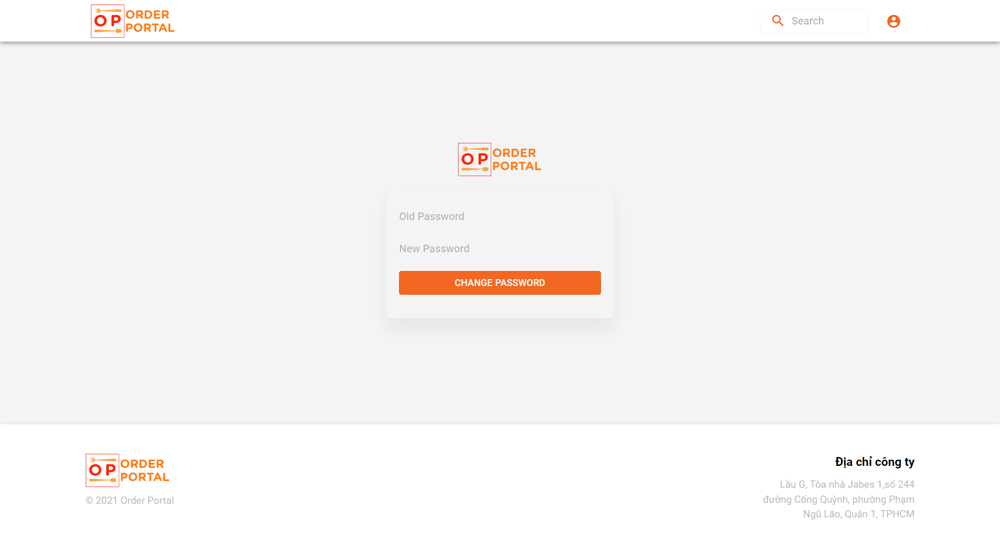 OP ORDER PORTAL
Search
OP ORDER PORTAL
Old Password
New Password
CHANGE PASSWORD
OP ORDER PORTAL
© 2021 Order Portal
Địa chỉ công ty
Lầu G, Tòa nhà Jabes 1,số 244
đường Cống Quỳnh, phường Phạm
Ngũ Lão, Quận 1, TPHCM